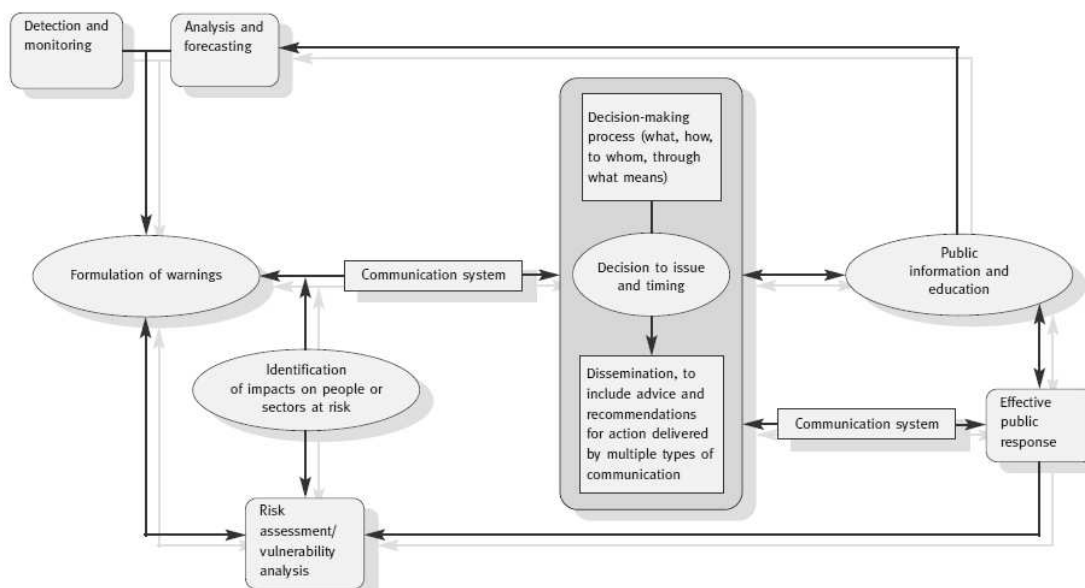 Detection and
monitoring
Analysis and
forecasting
Decision-making
process (what, how,
to whom, through
what means)
Formulation of warnings
Communication system
Decision to issue
and timing
Public
information and
education
Identification
of impacts on people or
sectors at risk
Dissemination, to
include advice and
recommendations
for action delivered
by multiple types of
communication
Communication system
Effective
public
response
Risk
assessment/
vulnerability
analysis